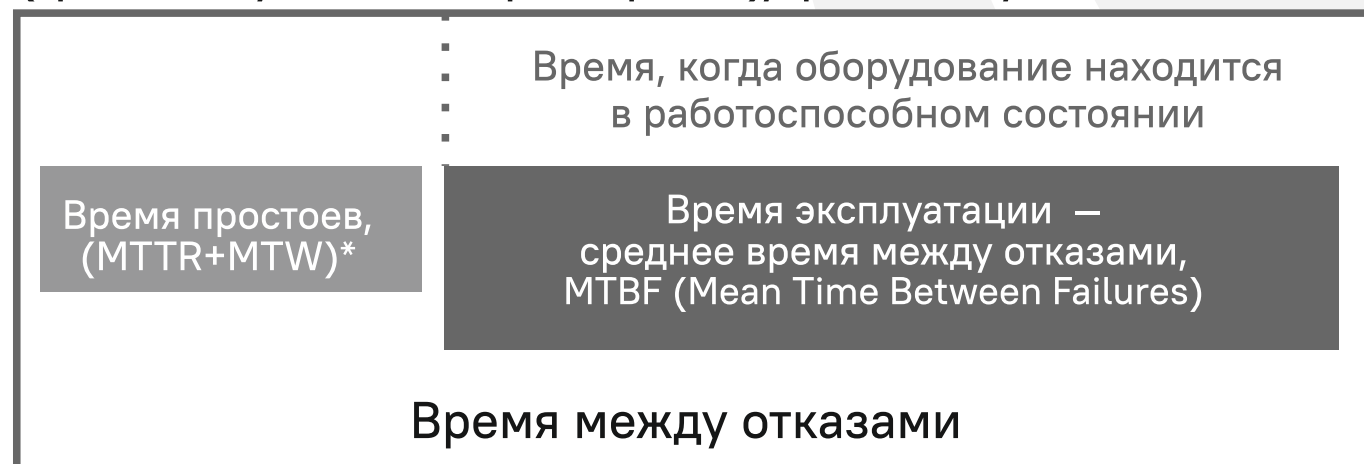 Время, когда оборудование находится
в работоспособном состоянии
Время простоев,
(MTTR+MTW)*
Время эксплуатации —
среднее время между отказами,
MTBF (Mean Time Between Failures)
Время между отказами